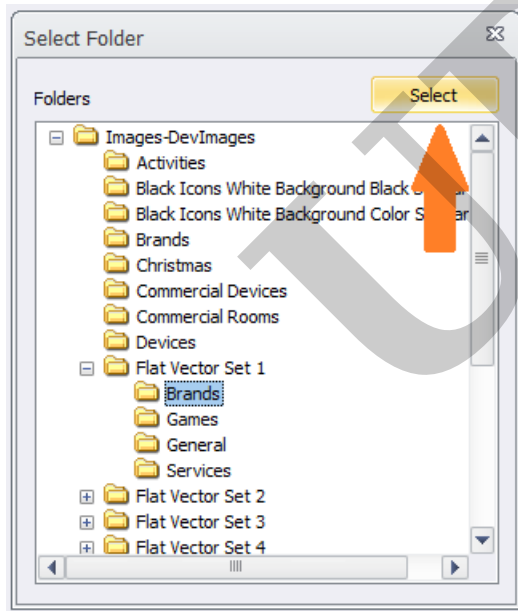 Select Folder
Folders
Select
Images-DevImages
Activities
Black Icons White Background Black
Black Icons White Background Color
Brands
Christmas
Commercial Devices
Commercial Rooms
Devices
Flat Vector Set 1
Brands
Games
General
Services
Flat Vector Set 2
Flat Vector Set 3
Flat Vector Set 4